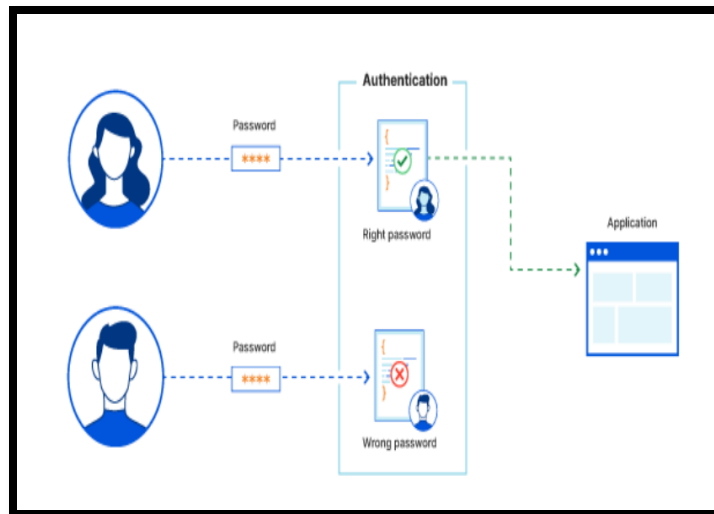 Authentication
Password
****
Right password
Application
Password
****
Wrong password